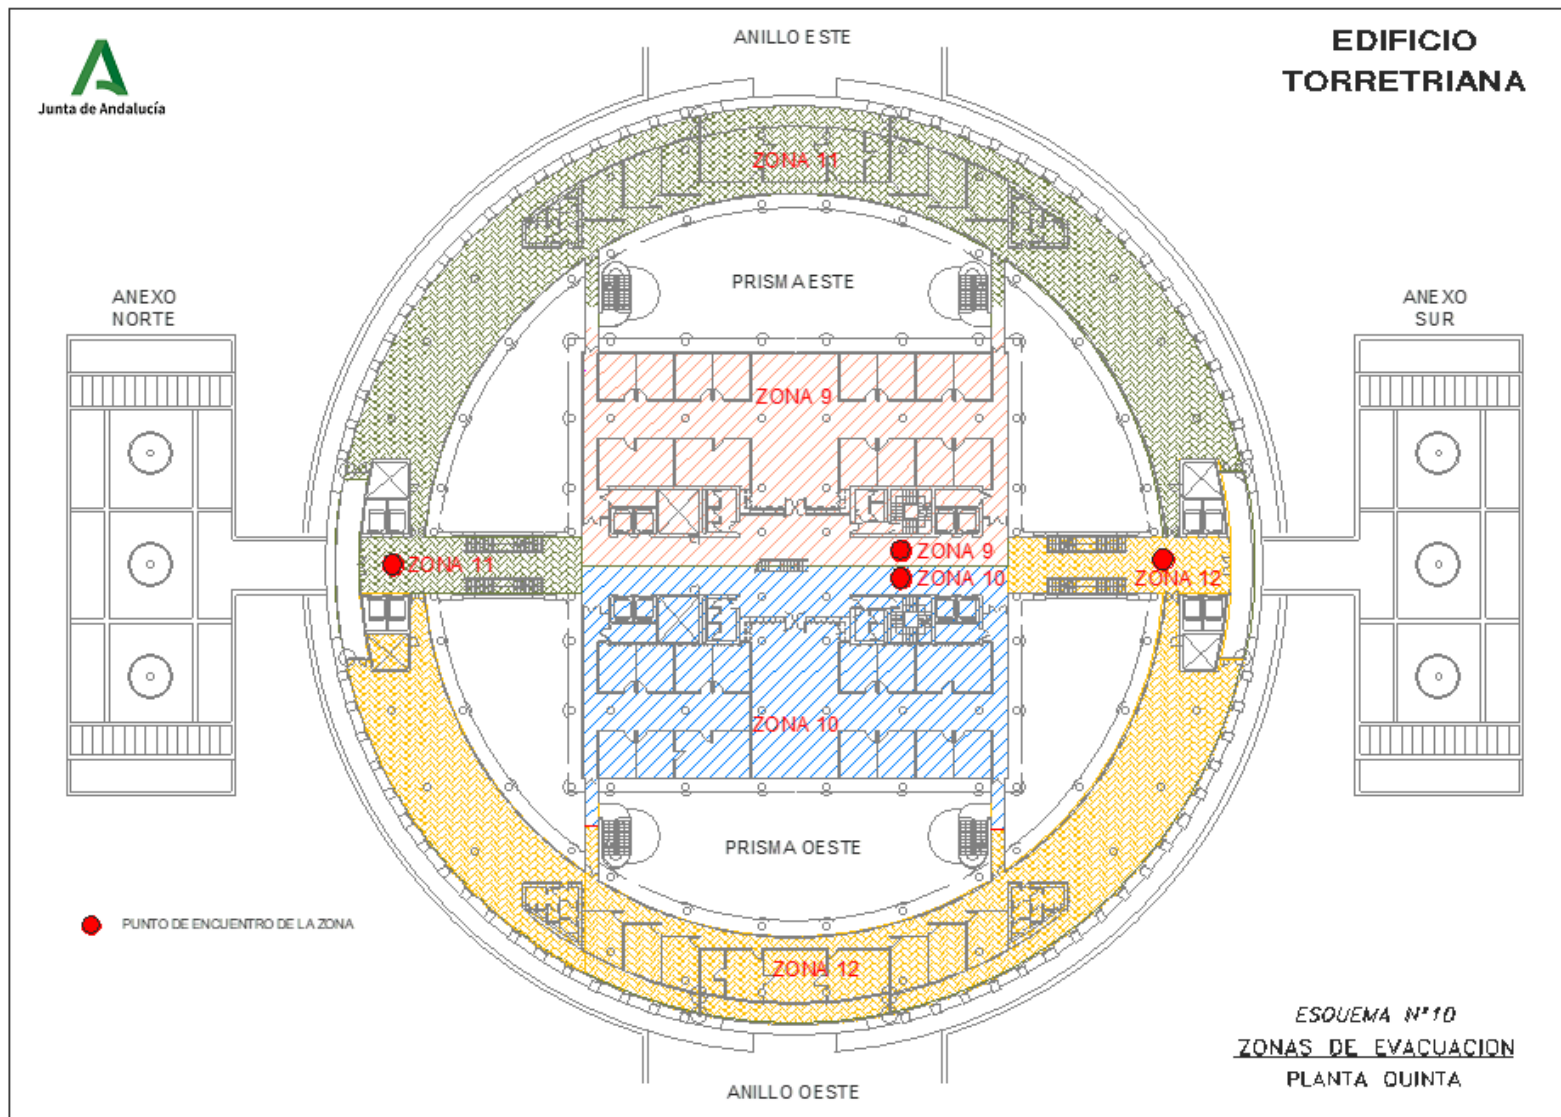 ANILLO ESTE
EDIFICIO
TORRETRIANA
Junta de Andalucía
ZONA 11
PRISMA ESTE
ANEXO
NORTE
ANEXO
SUR
ZONA 9
ZONA 9
ZONA 11
ZONA 10
ZONA 12
ZONA 10
PRISMA OESTE
PUNTO DE ENCUENTRO DE LA ZONA
ZONA 12
ESQUEMA Nº10
ZONAS DE EVACUACION
PLANTA QUINTA
ANILLO OESTE